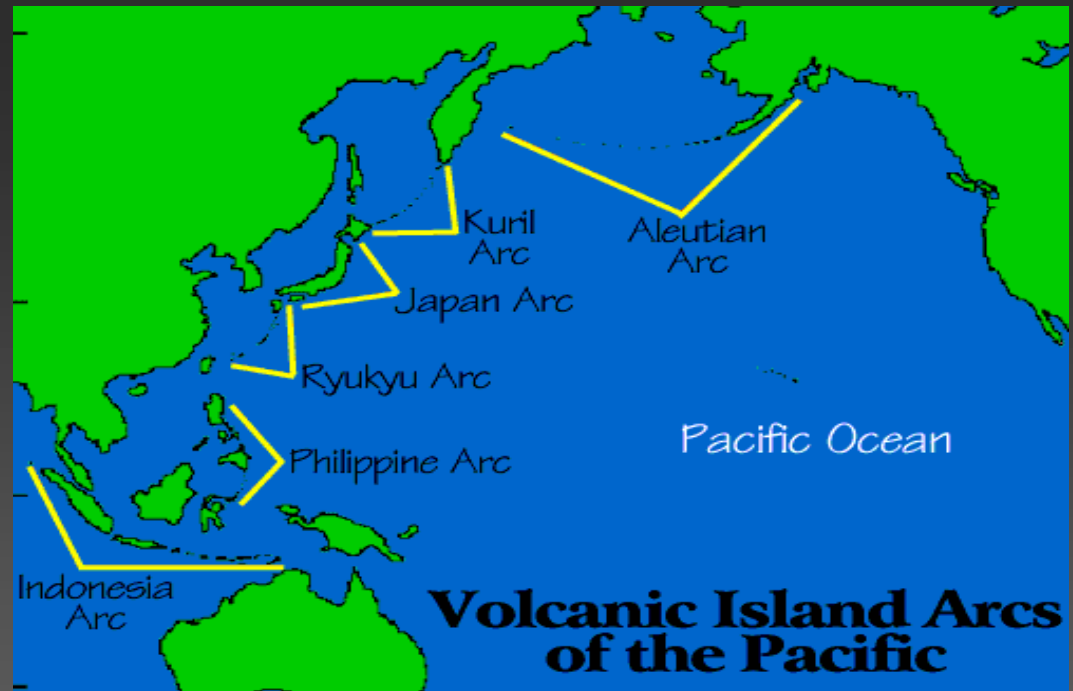 Kuril
Arc
Aleutian
Arc
Japan Arc
Ryukyu Arc
Pacific Ocean
Philippine Arc
Indonesia
Arc
Volcanic Island Arcs
of the Pacific